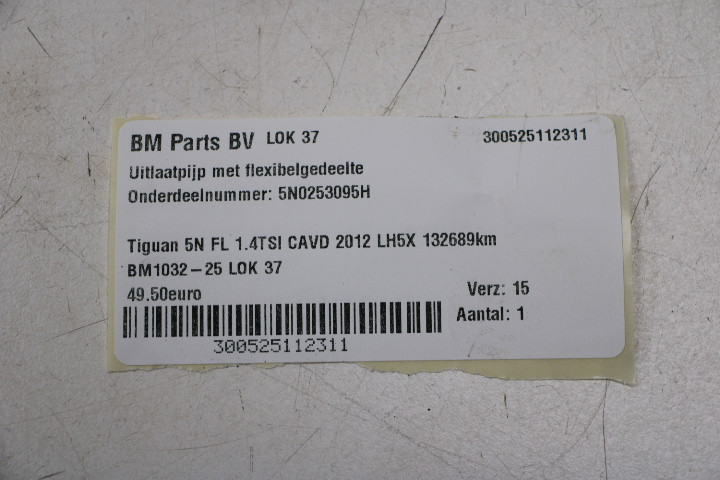 BM Parts BV LOK 37 300525112311
Uitlaatpijp met flexibelgedeelte
Onderdeelnummer: 5N0253095H
Tiguan 5N FL 1.4TSI CAVD 2012 LH5X 132689km
BM1032-25 LOK 37
49.50euro Verz: 15
Aantal: 1
300525112311